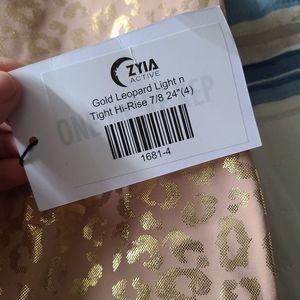 ZYIA
ACTIVE
Gold Leopard Light n
Tight Hi-Rise 7/8 24"(4)
1681-4